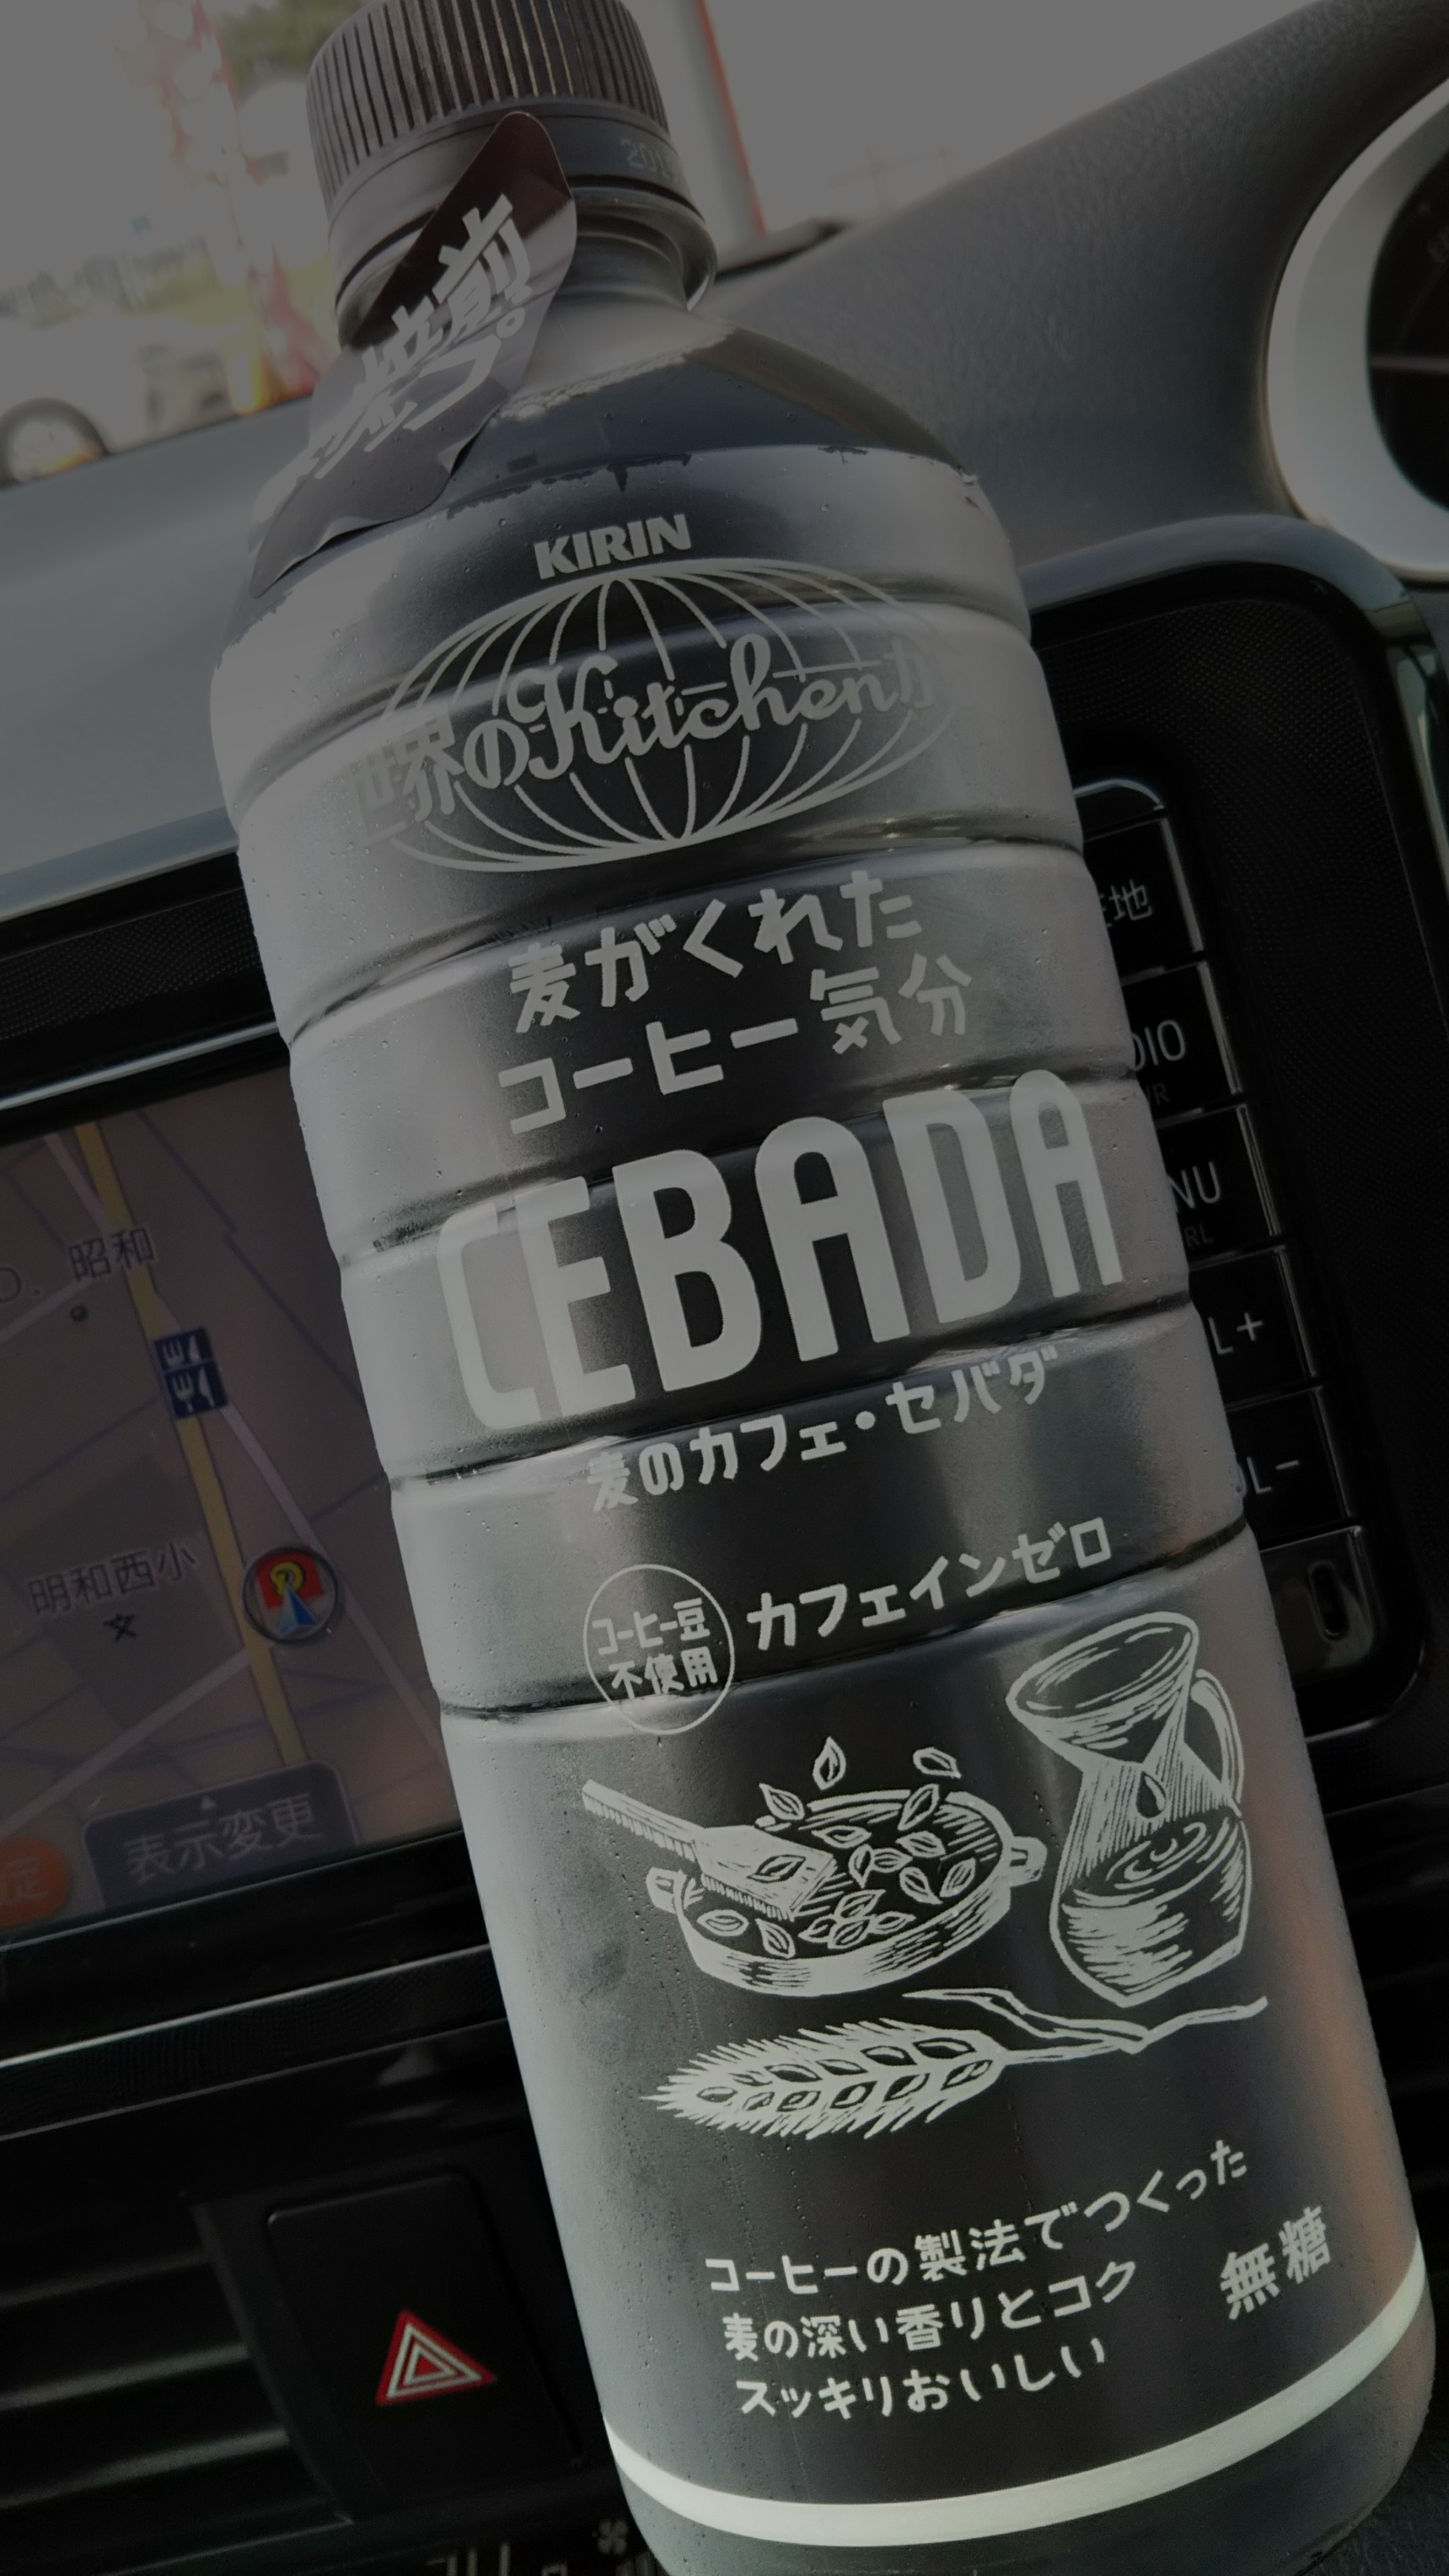 焙煎。
KIRIN
世界のKitchenか
麦がくれた
コーヒー気分
CEBADA
麦のカフェ・セバダ
コーヒー豆
不使用
カフェインゼロ
コーヒーの製法でつくった
麦の深い香りとコク
スッキリおいしい
無糖
昭和
明和西小
表示変更